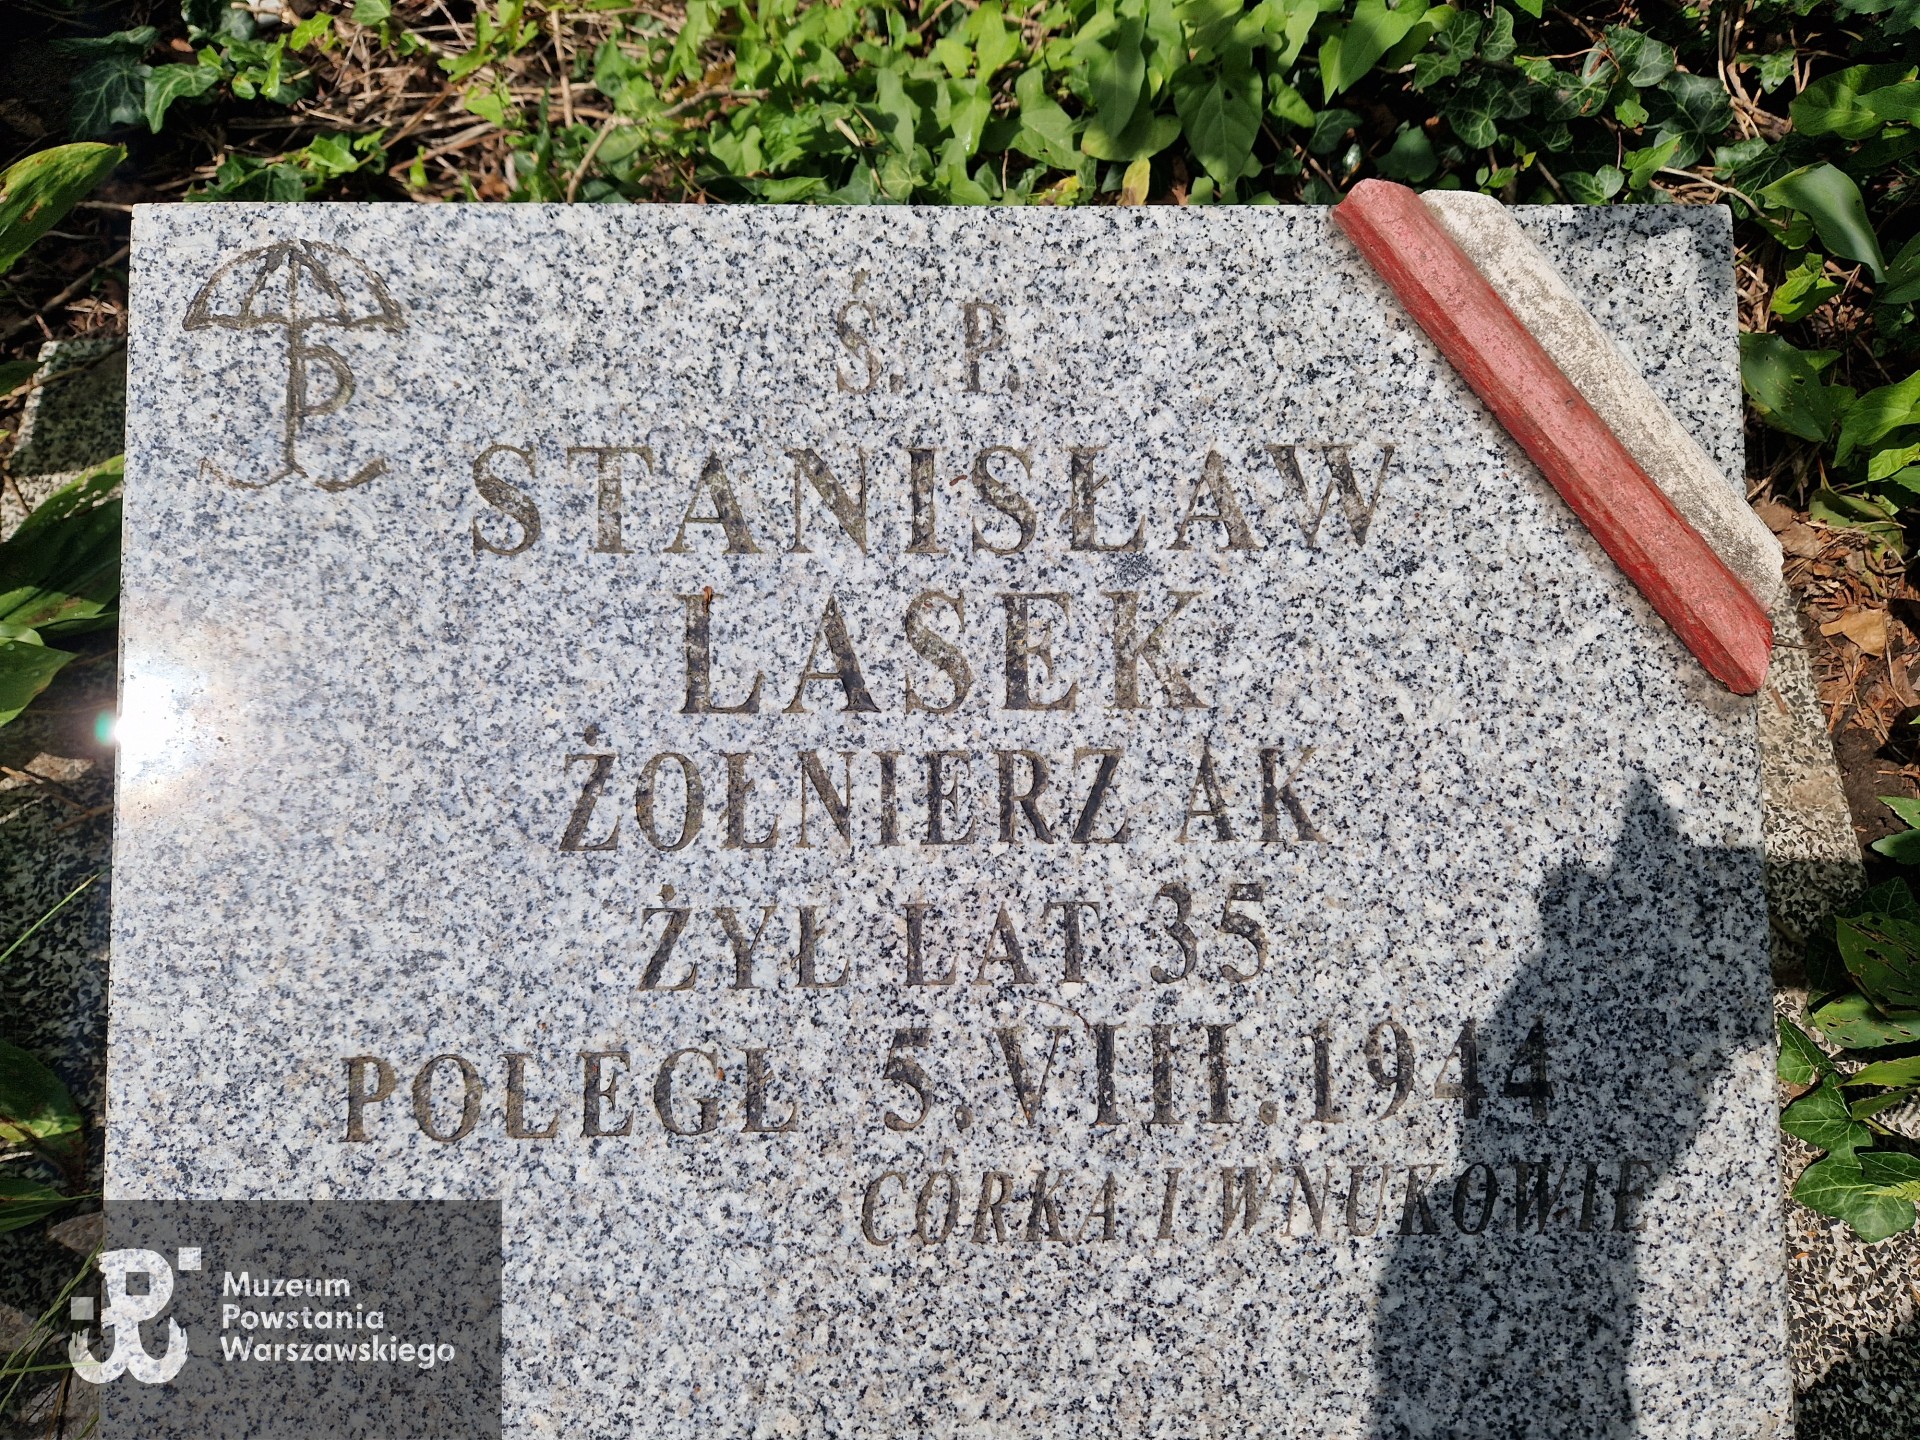 Ś. P.
STANISŁAW
LASEK
ŻOŁNIERZ AK
ŻYŁ LAT 35
POLEGŁ 5.VIII.1944
CÓRKA I WNUKOWIE
P
Muzeum
Powstania
Warszawskiego